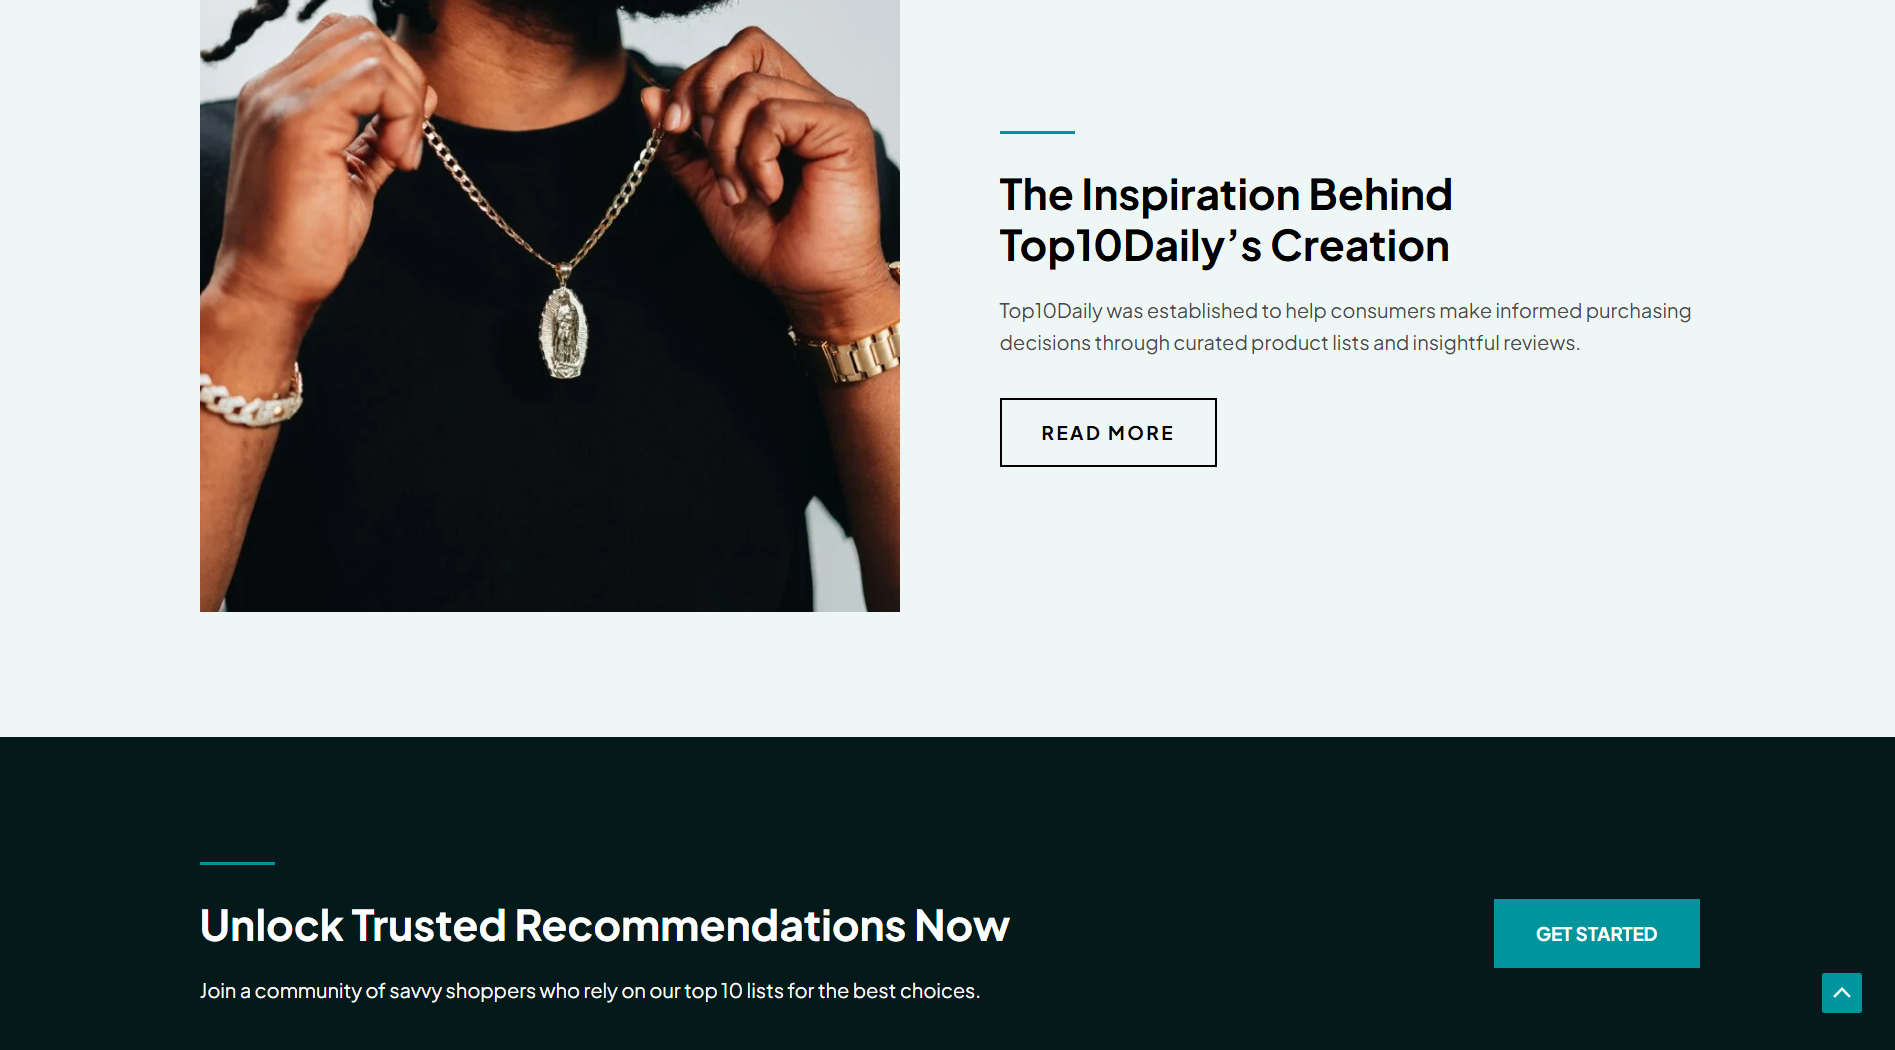 The Inspiration Behind
Top10Daily’s Creation
Top10Daily was established to help consumers make informed purchasing
decisions through curated product lists and insightful reviews.
READ MORE
Unlock Trusted Recommendations Now
GET STARTED
Join a community of savvy shoppers who rely on our top 10 lists for the best choices.